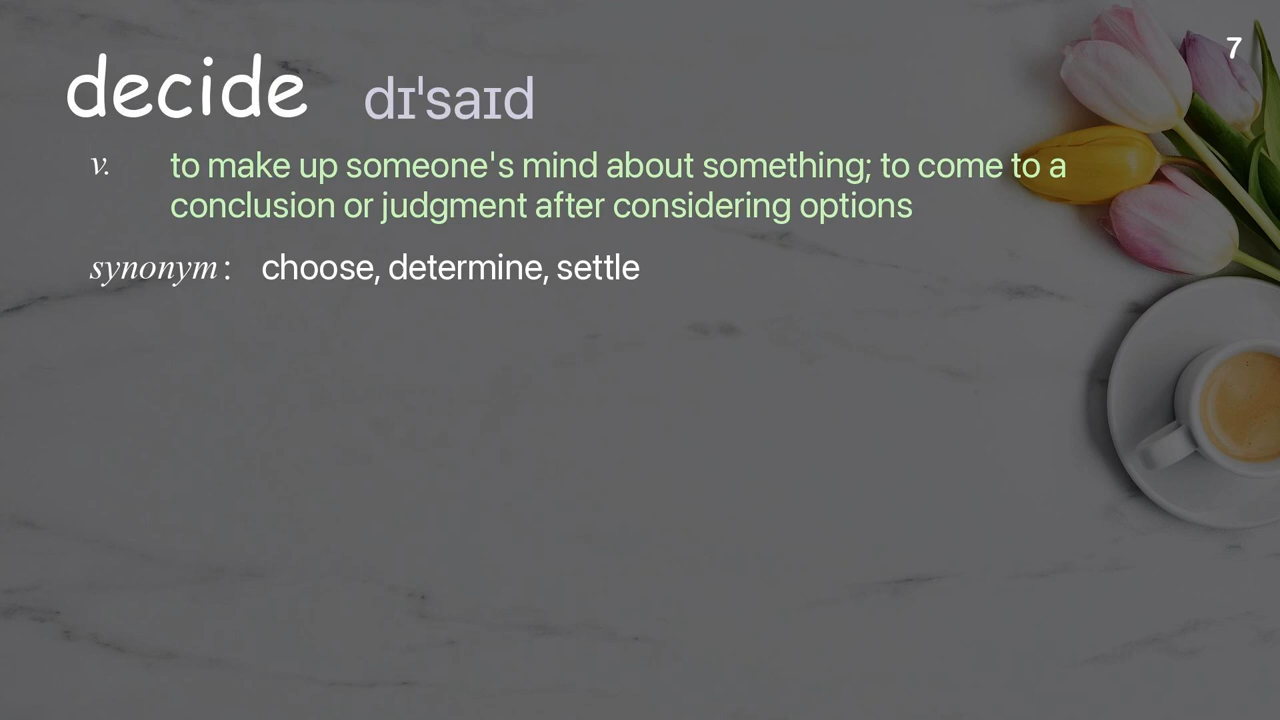 7
decide dɪˈsaɪd
v. to make up someone's mind about something; to come to a
conclusion or judgment after considering options
synonym: choose, determine, settle